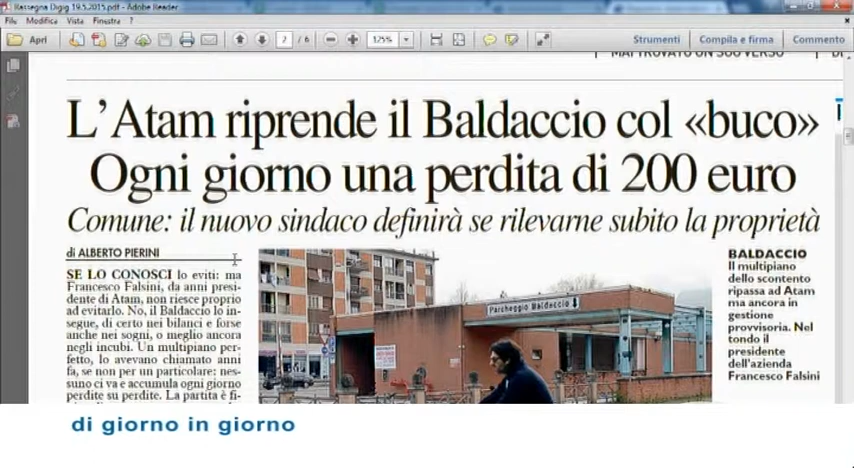 Rassegna Digig 19.5.2015.pdf - Adobe Reader
File Modifica Vista Finestra ?
Apri
2 / 6
125%
Strumenti Compila e firma Commento
MAI TROVATO UN SUO VERSO
L'Atam riprende il Baldaccio col «buco»
Ogni giorno una perdita di 200 euro
Comune: il nuovo sindaco definirà se rilevarne subito la proprietà
di ALBERTO PIERINI
SE LO CONOSCI lo eviti: ma
Francesco Falsini, da anni presi-
dente di Atam, non riesce proprio
ad evitarlo. No, il Baldaccio lo in-
segue, di certo nei bilanci e forse
anche nei sogni, o meglio ancora
negli incubi. Un multipiano per-
fetto, lo avevano chiamato anni
fa, se non per un particolare: nes-
suno ci va e accumula ogni giorno
perdite su perdite. La partita è fi-
Parcheggio Baldaccio
BALDACCIO
Il multipiano
dello scontento
ripassa ad Atam
ma ancora in
gestione
provvisoria. Nel
tondo il
presidente
dell'azienda
Francesco Falsini
di giorno in giorno